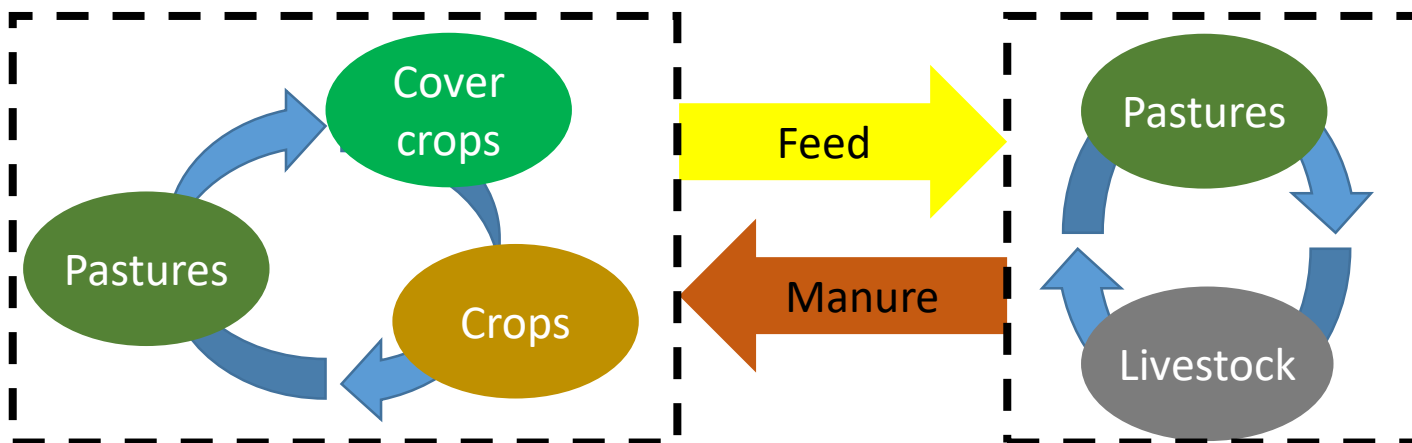 Cover
crops
Pastures
Crops
Feed
Manure
Pastures
Livestock